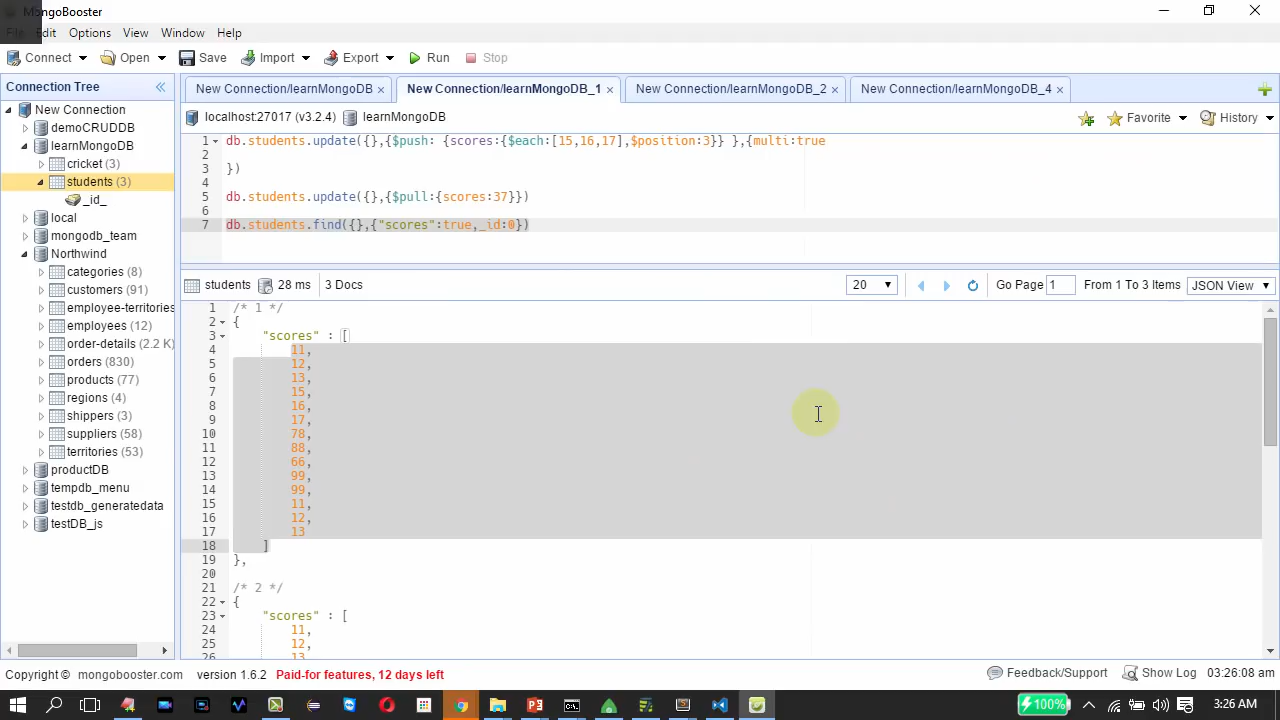 MongoBooster
File Edit Options View Window Help
Connect Open Save Import Export Run Stop
Connection Tree
New Connection
demoCRUDDB
learnMongoDB
cricket (3)
students (3)
_id_
local
mongodb_team
Northwind
categories (8)
customers (91)
employee-territories
employees (12)
order-details (2.2 K)
orders (830)
products (77)
regions (4)
shippers (3)
suppliers (58)
territories (53)
productDB
tempdb_menu
testdb_generatedata
testDB_js
New Connection/learnMongoDB × New Connection/learnMongoDB_1 × New Connection/learnMongoDB_2 × New Connection/learnMongoDB_4 ×
localhost:27017 (v3.2.4) learnMongoDB Favorite History
1 db.students.update({},{$push: {scores:{$each:[15,16,17],$position:3}} },{multi:true
2
3 })
4
5 db.students.update({},{$pull:{scores:37}})
6
7 db.students.find({},{"scores":true,_id:0})
students 28 ms 3 Docs 20 Go Page 1 From 1 To 3 Items JSON View
1 /* 1 */
2 {
3 "scores" : [
4 11,
5 12,
6 13,
7 15,
8 16,
9 17,
10 78,
11 88,
12 66,
13 99,
14 99,
15 11,
16 12,
17 13
18 ]
19 },
20
21 /* 2 */
22 {
23 "scores" : [
24 11,
25 12,
26 13
Copyright © mongobooster.com version 1.6.2 Paid-for features, 12 days left Feedback/Support Show Log 03:26:08 am
100% 3:26 AM